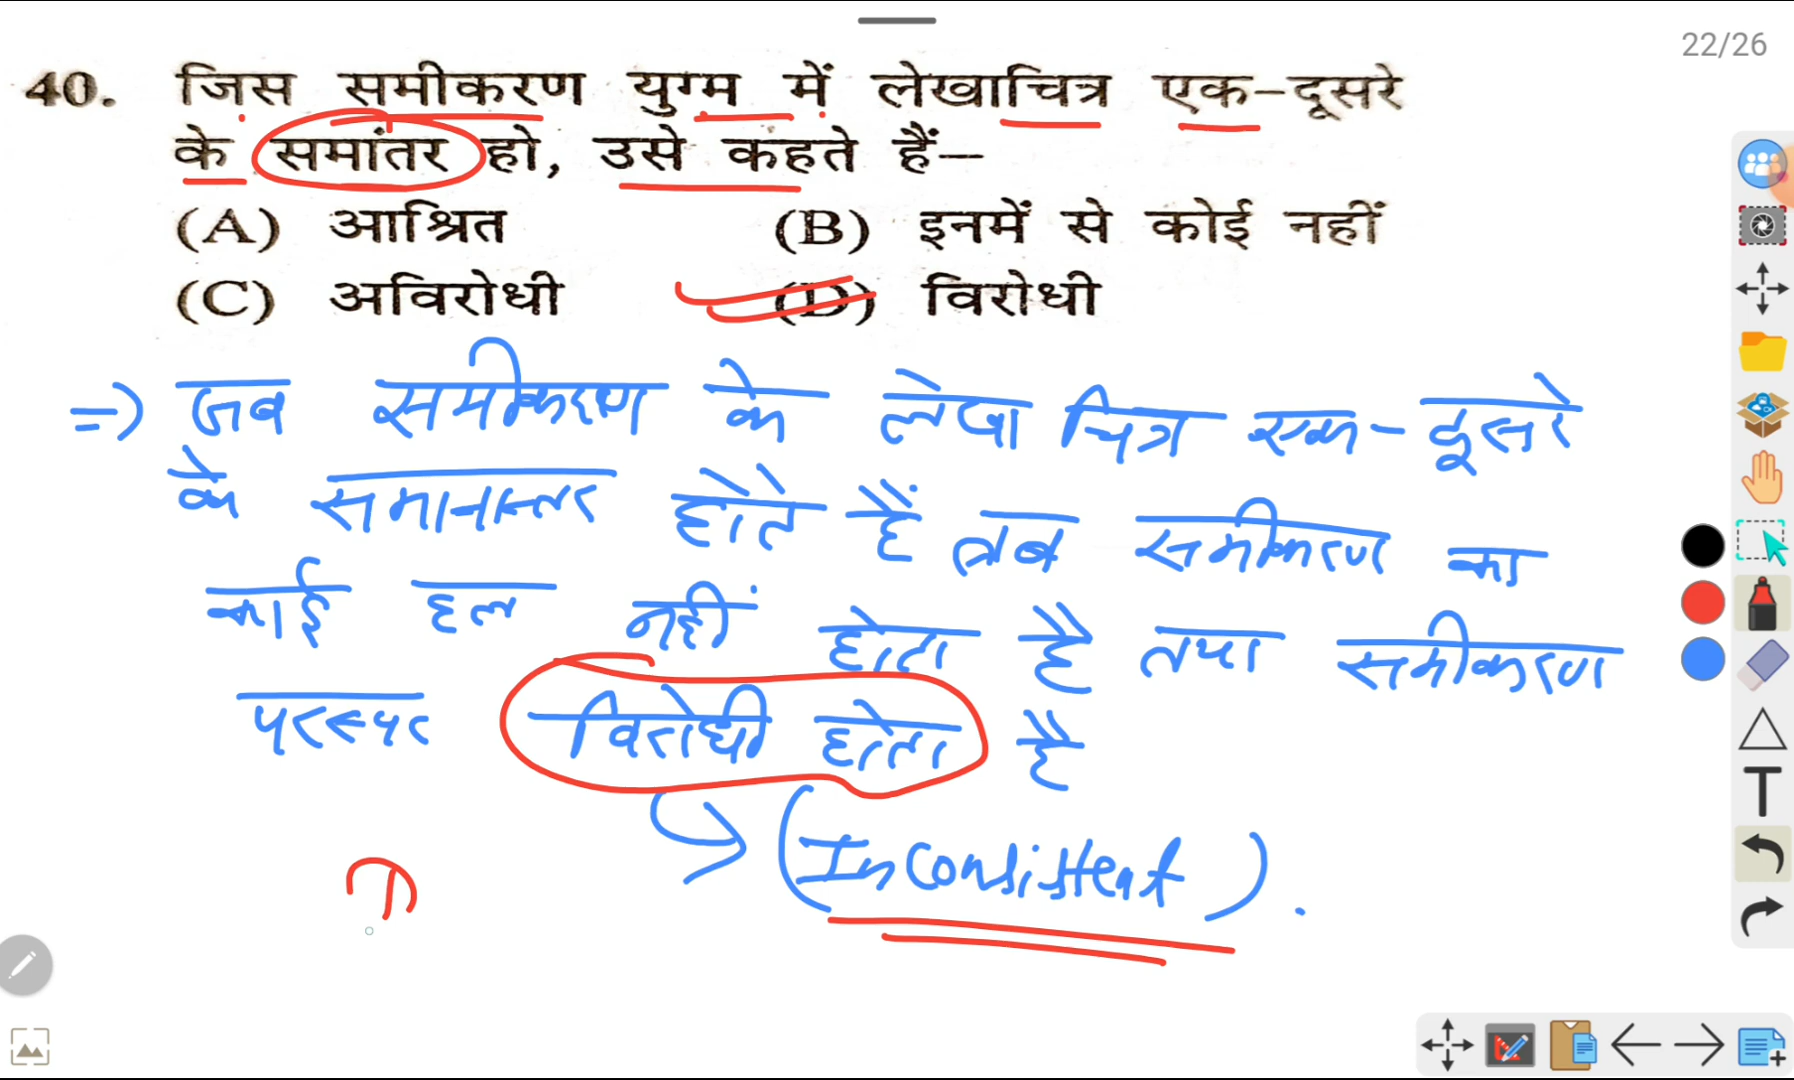 22/26
40. जिस समीकरण युग्म में लेखाचित्र एक-दूसरे
के समांतर हो, उसे कहते हैं–
(A) आश्रित (B) इनमें से कोई नहीं
(C) अविरोधी (D) विरोधी
=> जब समीकरण के लेखा चित्र एक-दूसरे
के समानान्तर होते हैं तब समीकरण का
काई हल नहीं होता है तथा समीकरण
परस्पर विरोधी होता है
(Inconsistent).
T